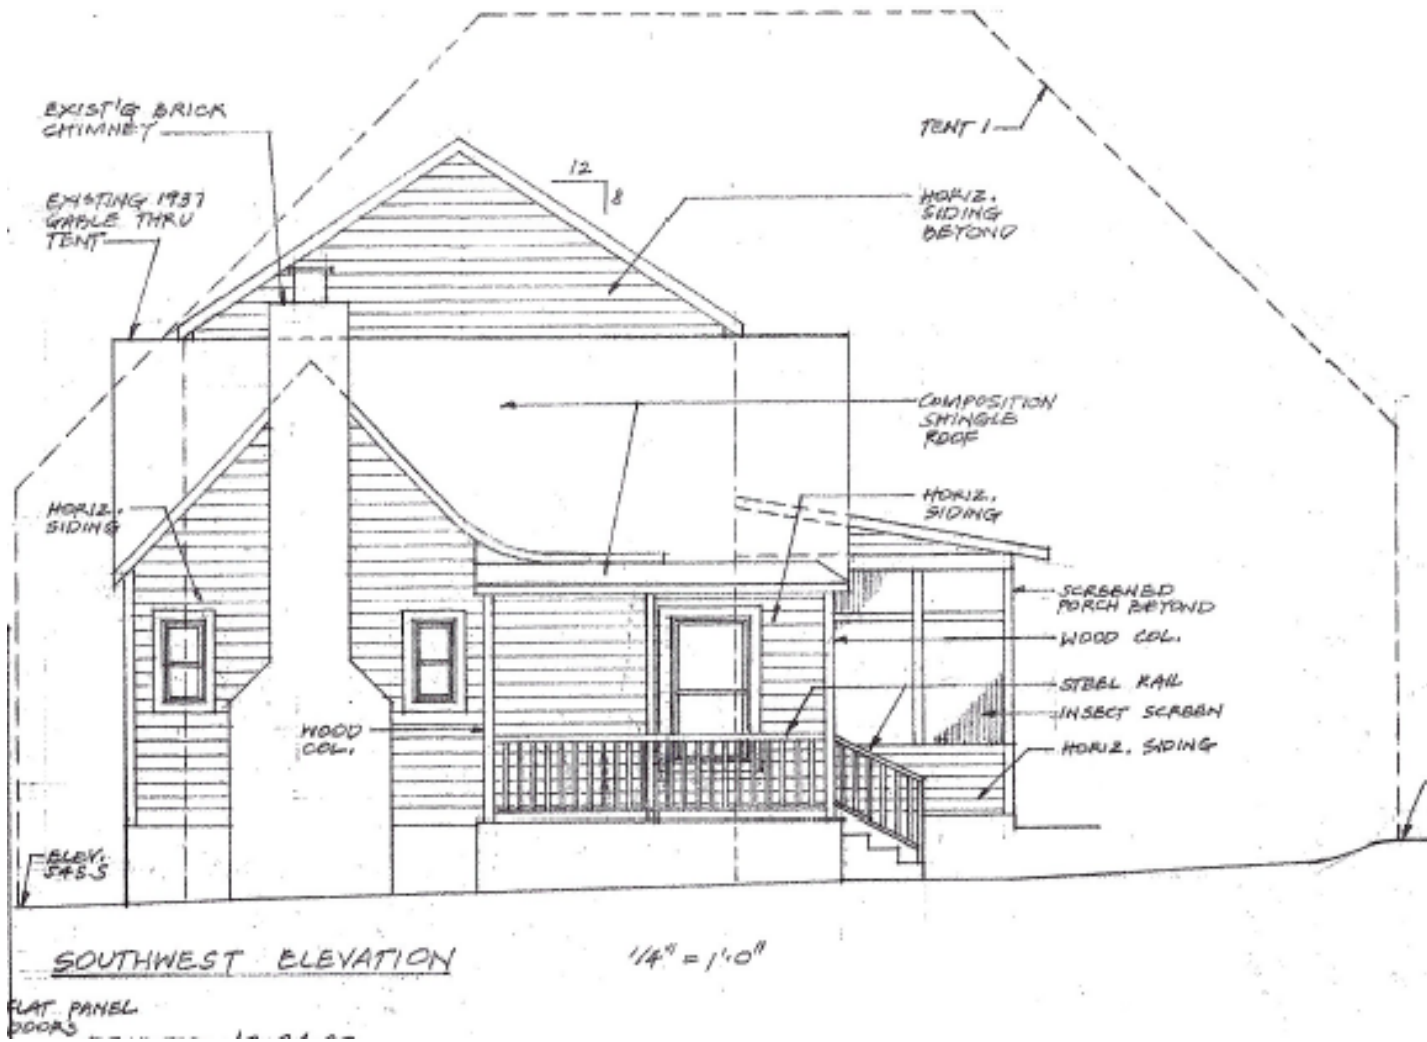 EXIST'G BRICK
CHIMNEY
TENT 1
12
8
EXISTING 1937
GABLE THRU
TENT
HORIZ.
SIDING
BEYOND
COMPOSITION
SHINGLE
ROOF
HORIZ.
SIDING
HORIZ.
SIDING
SCREENED
PORCH BEYOND
WOOD COL.
STEEL RAIL
INSECT SCREEN
HORIZ. SIDING
WOOD
COL.
ELEV.
545.5
SOUTHWEST ELEVATION
1/4" = 1'-0"
FLAT PANEL
DOORS